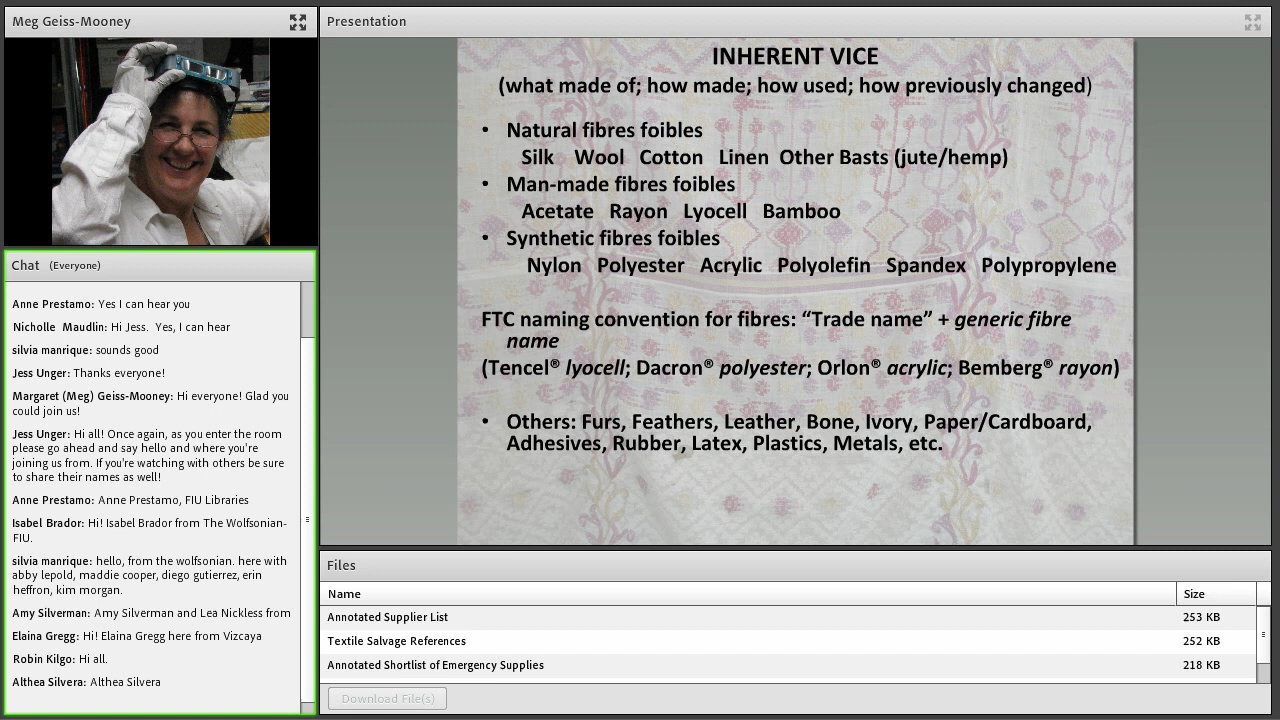 Meg Geiss-Mooney
Chat (Everyone)
Anne Prestamo: Yes I can hear you
Nicholle Maudlin: Hi Jess. Yes, I can hear
silvia manrique: sounds good
Jess Unger: Thanks everyone!
Margaret (Meg) Geiss-Mooney: Hi everyone! Glad you
could join us!
Jess Unger: Hi all! Once again, as you enter the room
please go ahead and say hello and where you're
joining us from. If you're watching with others be sure
to share their names as well!
Anne Prestamo: Anne Prestamo, FIU Libraries
Isabel Brador: Hi! Isabel Brador from The Wolfsonian-
FIU.
silvia manrique: hello, from the wolfsonian. here with
abby lepold, maddie cooper, diego gutierrez, erin
heffron, kim morgan.
Amy Silverman: Amy Silverman and Lea Nickless from
Elaina Gregg: Hi! Elaina Gregg here from Vizcaya
Robin Kilgo: Hi all.
Althea Silvera: Althea Silvera
Presentation
INHERENT VICE
(what made of; how made; how used; how previously changed)
• Natural fibres foibles
Silk Wool Cotton Linen Other Basts (jute/hemp)
• Man-made fibres foibles
Acetate Rayon Lyocell Bamboo
• Synthetic fibres foibles
Nylon Polyester Acrylic Polyolefin Spandex Polypropylene
FTC naming convention for fibres: “Trade name” + generic fibre
name
(Tencel® lyocell; Dacron® polyester; Orlon® acrylic; Bemberg® rayon)
• Others: Furs, Feathers, Leather, Bone, Ivory, Paper/Cardboard,
Adhesives, Rubber, Latex, Plastics, Metals, etc.
Files
Name Size
Annotated Supplier List 253 KB
Textile Salvage References 252 KB
Annotated Shortlist of Emergency Supplies 218 KB
Download File(s)